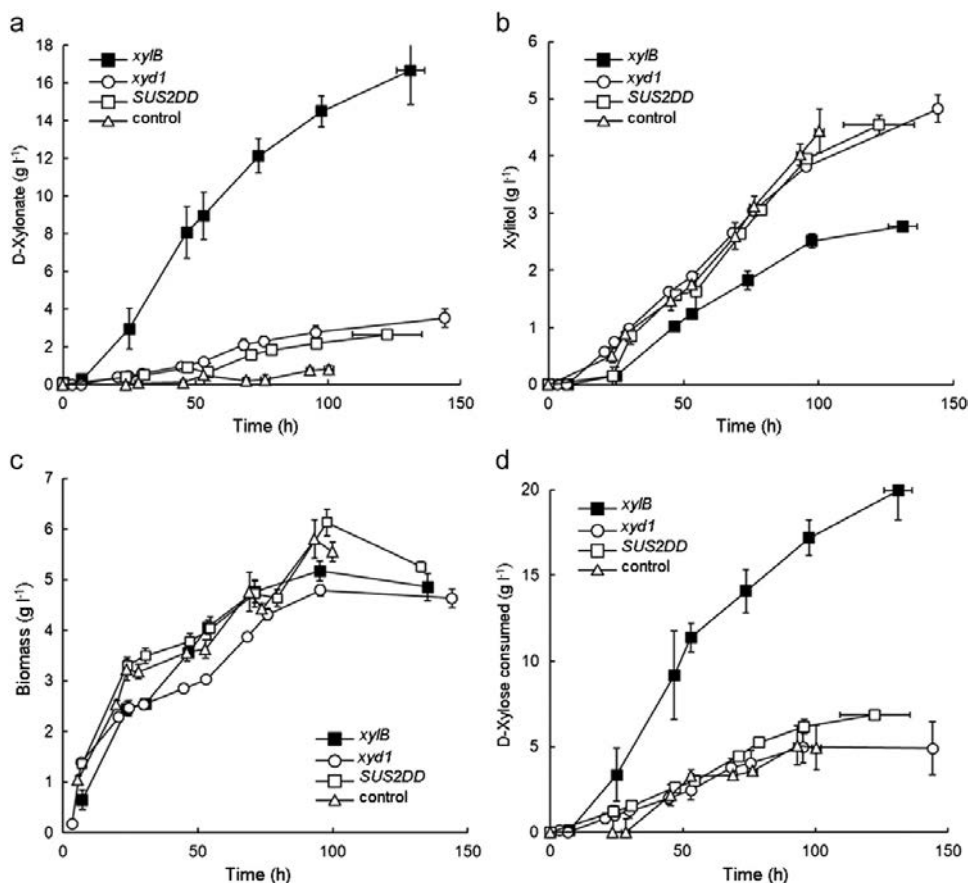 a
xylB
xyd1
SUS2DD
control
D-Xylonate (g l⁻¹)
18
16
14
12
10
8
6
4
2
0
0 50 100 150
Time (h)
b
xylB
xyd1
SUS2DD
control
Xylitol (g l⁻¹)
6
5
4
3
2
1
0
0 50 100 150
Time (h)
c
Biomass (g l⁻¹)
7
6
5
4
3
2
1
0
xylB
xyd1
SUS2DD
control
0 50 100 150
Time (h)
d
xylB
xyd1
SUS2DD
control
D-Xylose consumed (g l⁻¹)
20
15
10
5
0
0 50 100 150
Time (h)